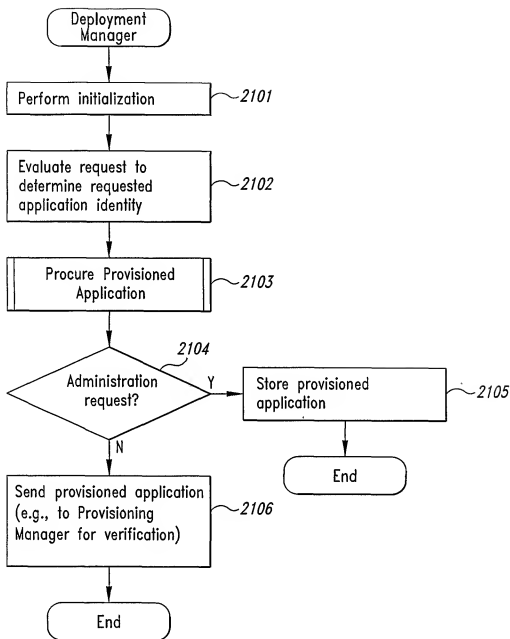 Deployment
Manager
Perform initialization
2101
Evaluate request to
determine requested
application identity
2102
Procure Provisioned
Application
2103
2104
Administration
request?
Y
Store provisioned
application
2105
N
End
Send provisioned application
(e.g., to Provisioning
Manager for verification)
2106
End